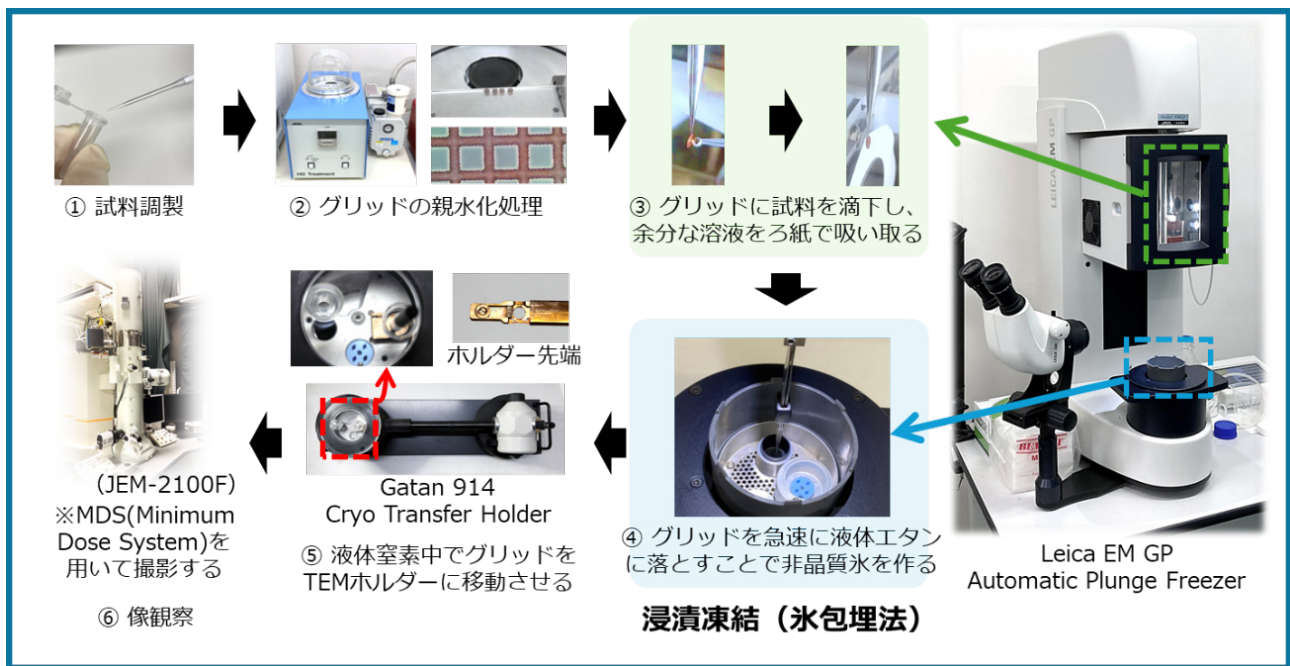 ① 試料調製
② グリッドの親水化処理
③ グリッドに試料を滴下し、
余分な溶液をろ紙で吸い取る
④ グリッドを急速に液体エタン
に落とすことで非晶質氷を作る
浸漬凍結（氷包埋法）
ホルダー先端
Gatan 914
Cryo Transfer Holder
⑤ 液体窒素中でグリッドを
TEMホルダーに移動させる
（JEM-2100F）
※MDS(Minimum
Dose System)を
用いて撮影する
⑥ 像観察
LEICA EM GP
Leica EM GP
Automatic Plunge Freezer